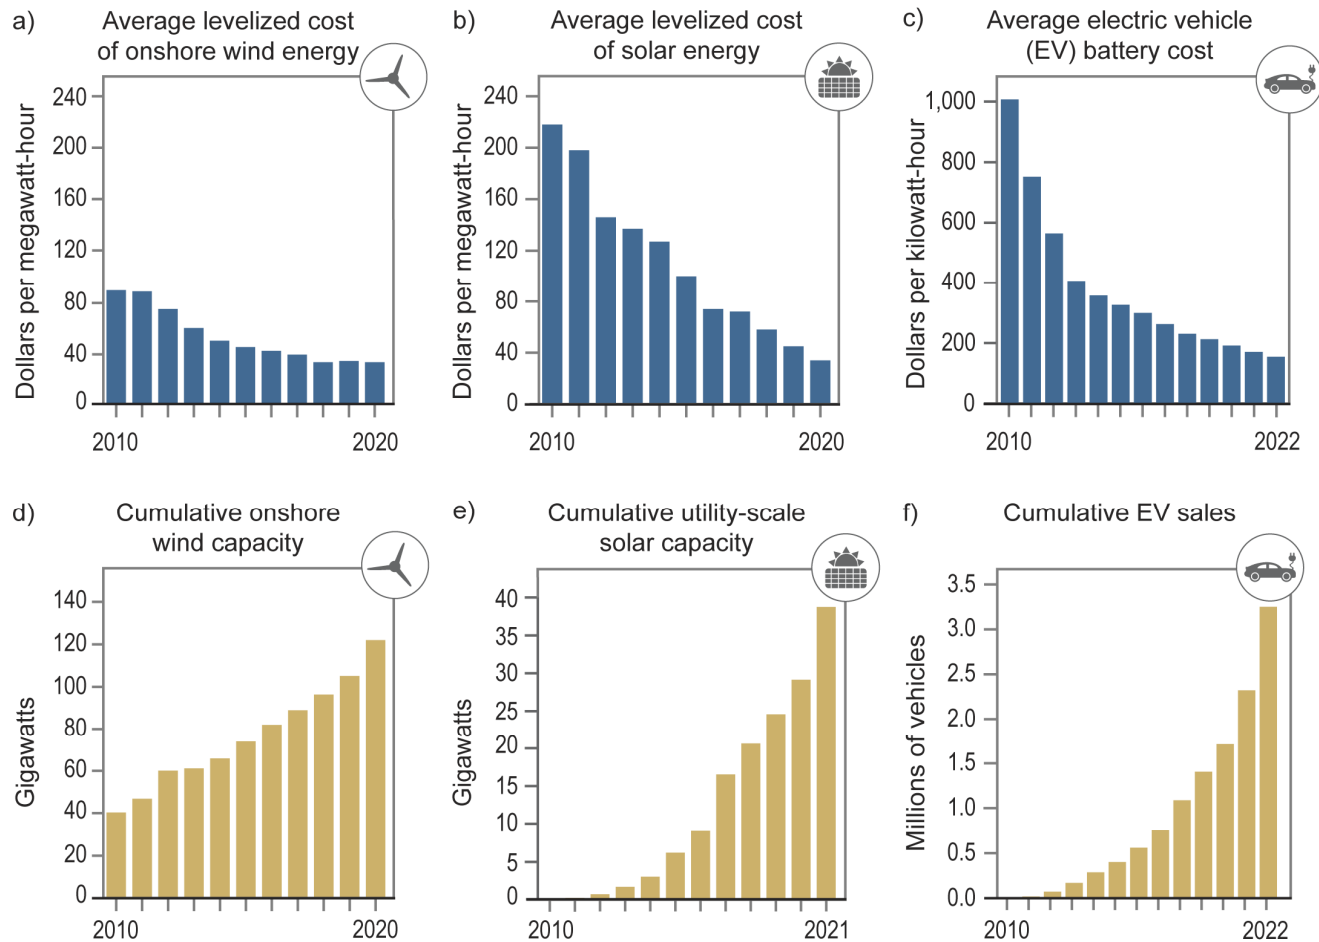 a)
Average levelized cost
of onshore wind energy
Dollars per megawatt-hour
240
200
160
120
80
40
0
2010
2020
b)
Average levelized cost
of solar energy
Dollars per megawatt-hour
240
200
160
120
80
40
0
2010
2020
c)
Average electric vehicle
(EV) battery cost
Dollars per kilowatt-hour
1,000
800
600
400
200
0
2010
2022
d)
Cumulative onshore
wind capacity
Gigawatts
140
120
100
80
60
40
20
0
2010
2020
e)
Cumulative utility-scale
solar capacity
Gigawatts
40
35
30
25
20
15
10
5
0
2010
2021
f)
Cumulative EV sales
Millions of vehicles
3.5
3.0
2.5
2.0
1.5
1.0
0.5
0.0
2010
2022